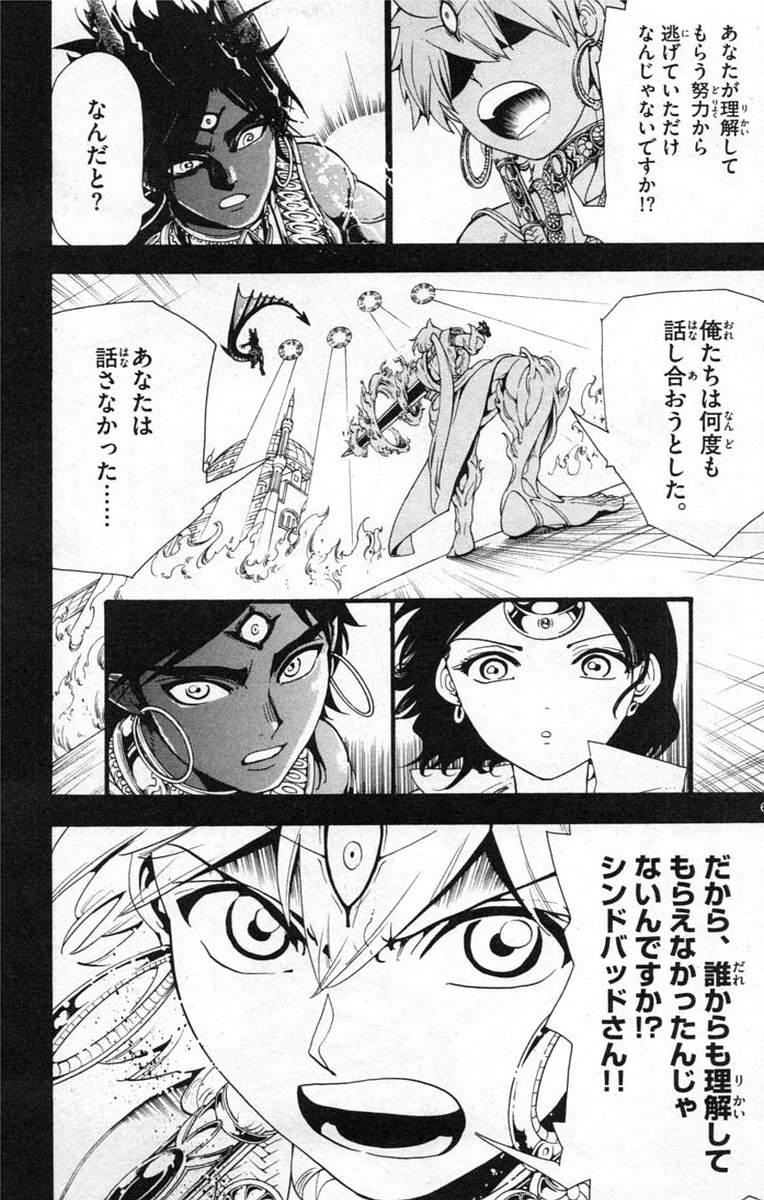 あなたが理解して
もらう努力から
逃げていただけ
なんじゃないですか!?
なんだと?
俺たちは何度も
話し合おうとした。
あなたは
話さなかった……
だから、誰からも理解して
もらえなかったんじゃ
ないんですか!?
シンドバッドさん!!